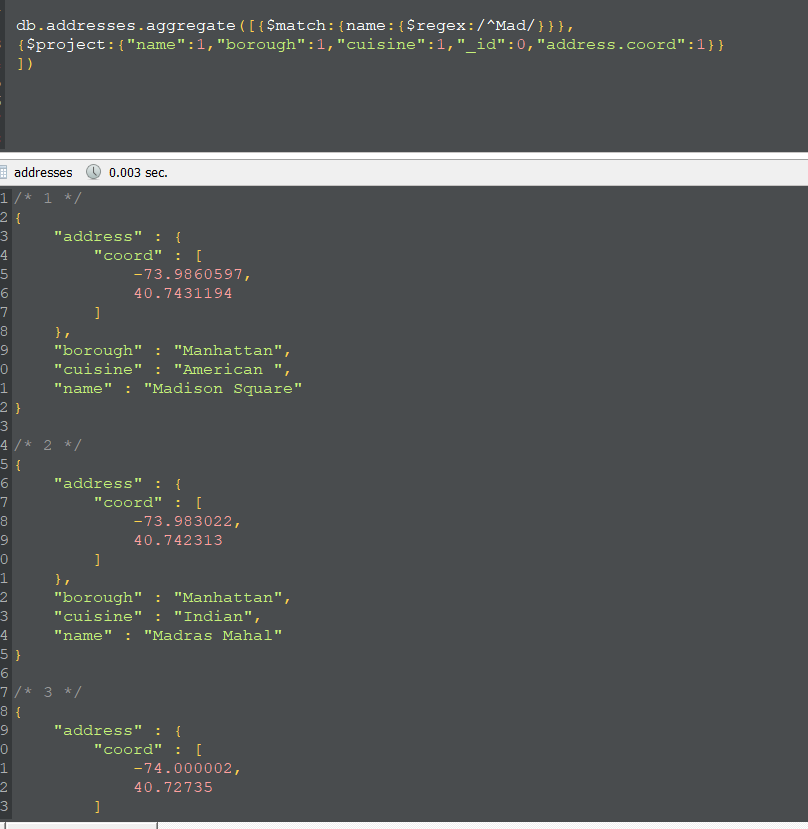 db.addresses.aggregate([{$match:{name:{$regex:/^Mad/}}},
{$project:{"name":1,"borough":1,"cuisine":1,"_id":0,"address.coord":1}}
])
addresses 0.003 sec.
1 /* 1 */
2 {
3 "address" : {
4 "coord" : [
5 -73.9860597,
6 40.7431194
7 ]
8 },
9 "borough" : "Manhattan",
0 "cuisine" : "American ",
1 "name" : "Madison Square"
2 }
3
4 /* 2 */
5 {
6 "address" : {
7 "coord" : [
8 -73.983022,
9 40.742313
0 ]
1 },
2 "borough" : "Manhattan",
3 "cuisine" : "Indian",
4 "name" : "Madras Mahal"
5 }
6
7 /* 3 */
8 {
9 "address" : {
0 "coord" : [
1 -74.000002,
2 40.72735
3 ]